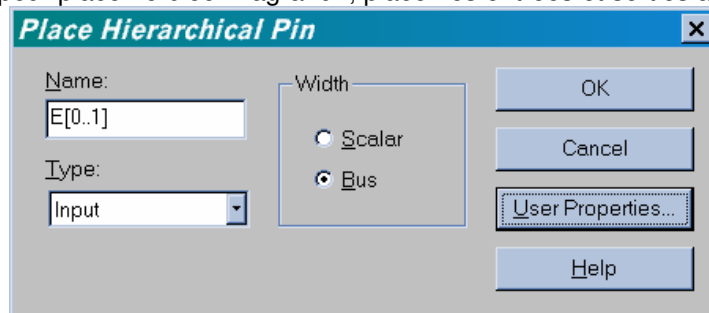 Place Hierarchical Pin
Name:
E[0..1]
Type:
Input
Width
Scalar
Bus
OK
Cancel
User Properties...
Help